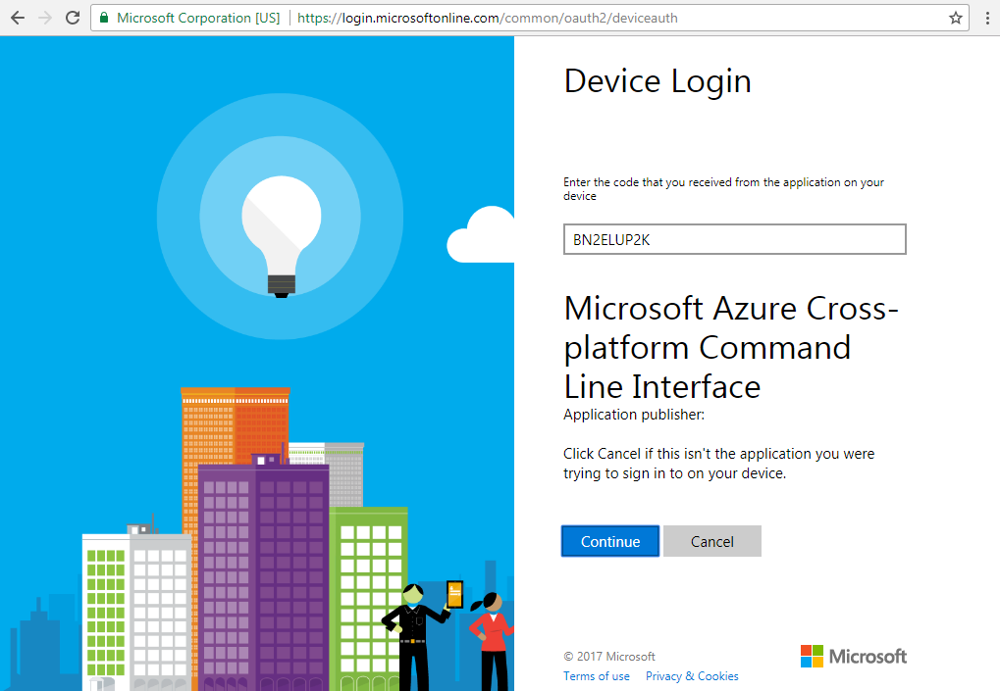 Microsoft Corporation [US] | https://login.microsoftonline.com/common/oauth2/deviceauth
Device Login
Enter the code that you received from the application on your
device
BN2ELUP2K
Microsoft Azure Cross-
platform Command
Line Interface
Application publisher:
Click Cancel if this isn't the application you were
trying to sign in to on your device.
Continue Cancel
© 2017 Microsoft
Terms of use Privacy & Cookies
Microsoft